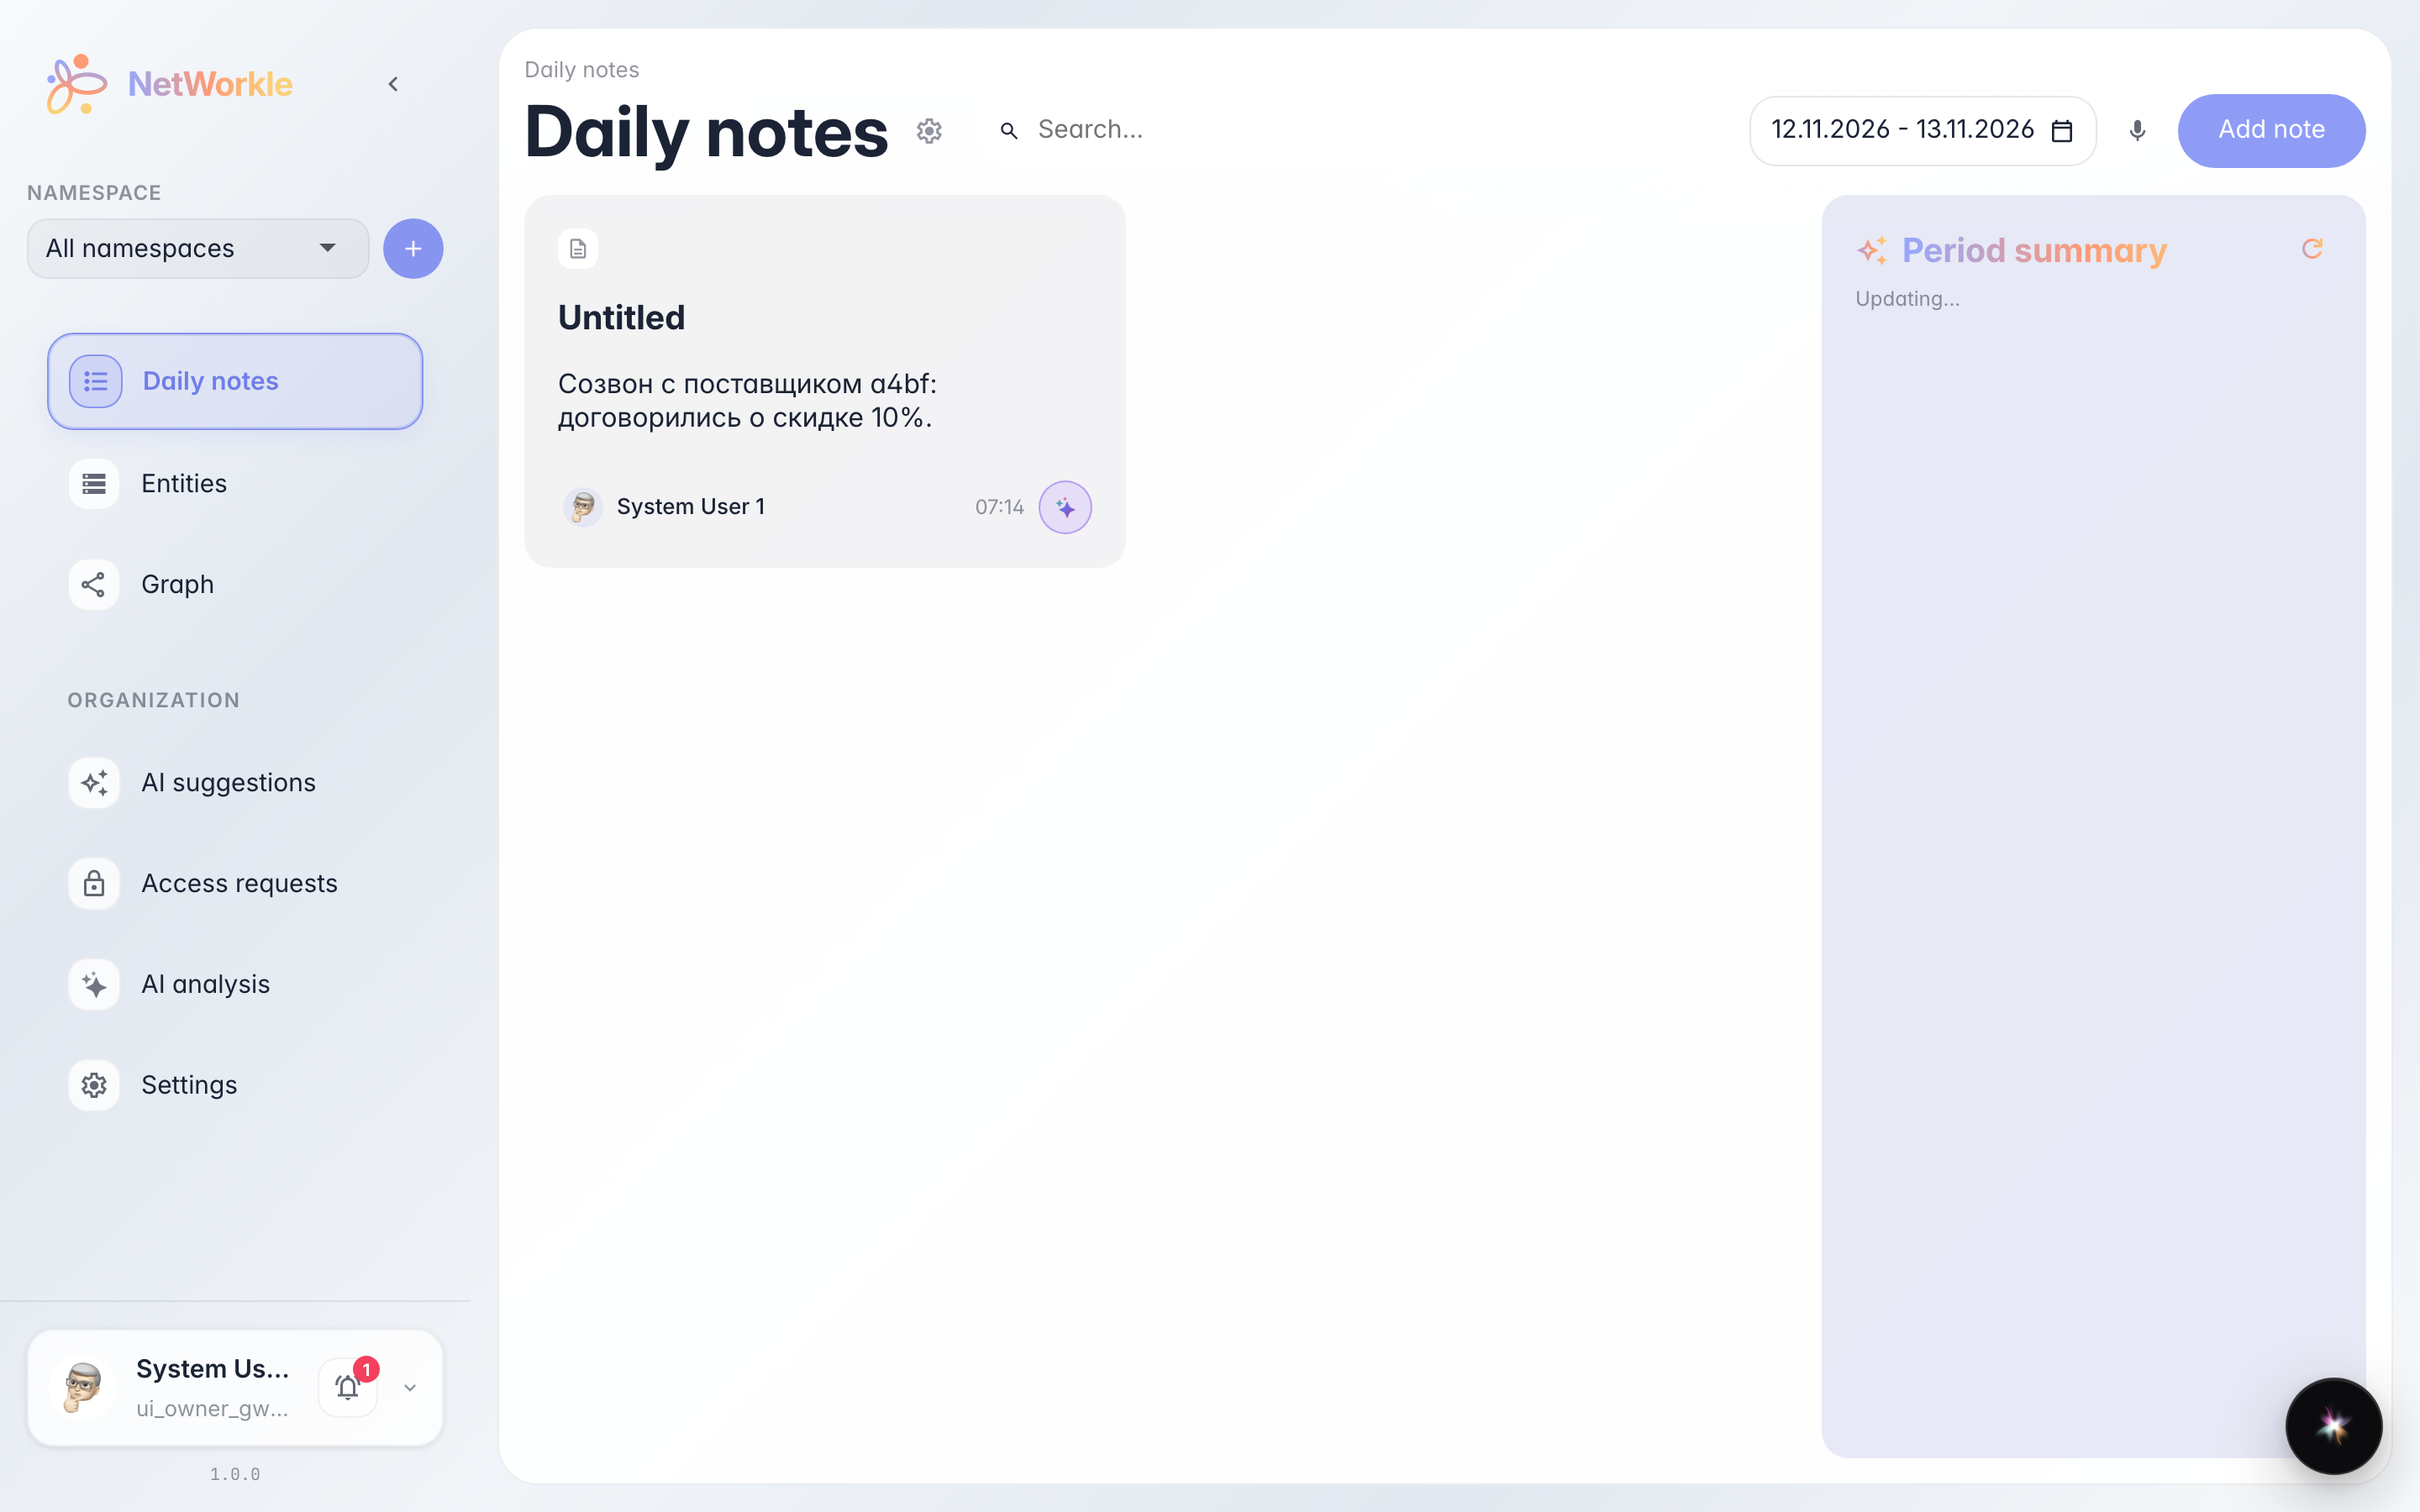 NetWorkle
NAMESPACE
All namespaces
Daily notes
Entities
Graph
ORGANIZATION
AI suggestions
Access requests
AI analysis
Settings
System Us...
ui_owner_gw...
1
1.0.0
Daily notes
Daily notes
Search...
12.11.2026 - 13.11.2026
Add note
Untitled
Созвон с поставщиком a4bf:
договорились о скидке 10%.
System User 1
07:14
Period summary
Updating...